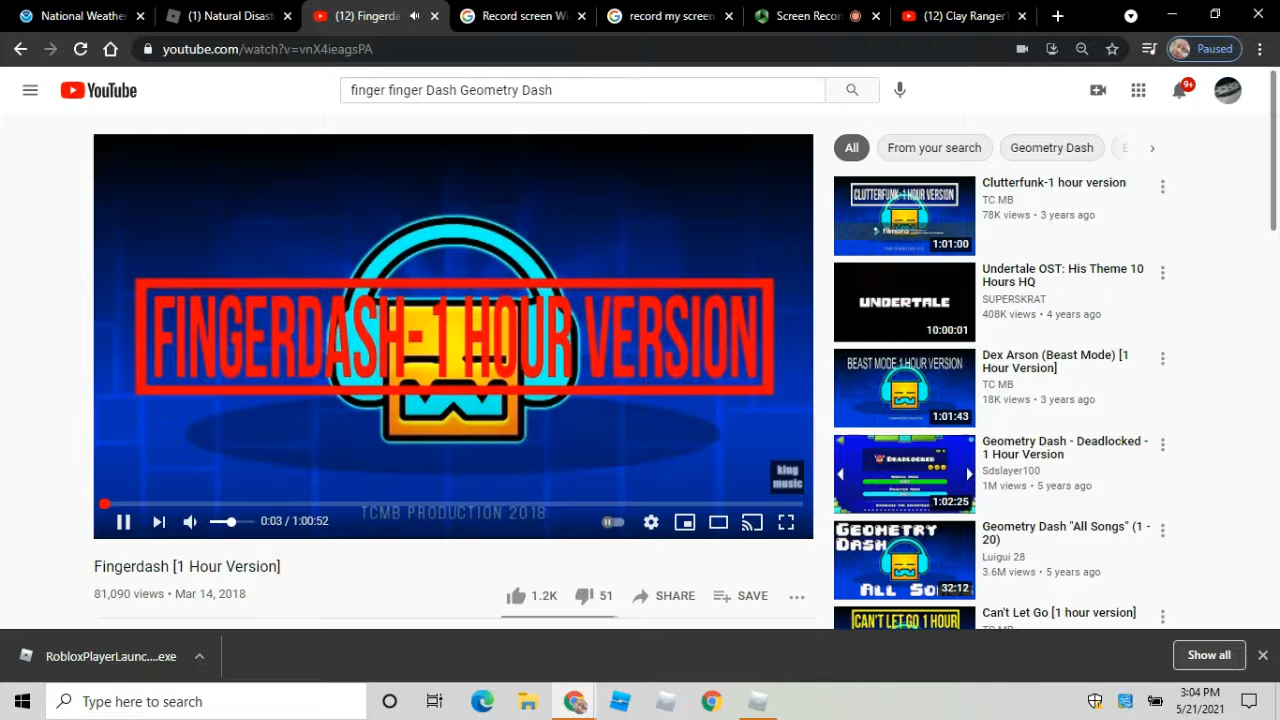 National Weathe
(1) Natural Disast
(12) Fingerda
Record screen Wi
record my screen
Screen Reco
(12) Clay Ranger
youtube.com/watch?v=vnX4ieagsPA
Paused
YouTube
finger finger Dash Geometry Dash
9+
FINGERDASH- 1 HOUR VERSION
king
music
TCMB PRODUCTION 2018
0:03 / 1:00:52
Fingerdash [1 Hour Version]
81,090 views • Mar 14, 2018
1.2K
51
SHARE
SAVE
All
From your search
Geometry Dash
CLUTTERFUNK-1 HOUR VERSION
filmora
1:01:00
Clutterfunk-1 hour version
TC MB
78K views • 3 years ago
UNDERTALE
10:00:01
Undertale OST: His Theme 10
Hours HQ
SUPERSKRAT
408K views • 4 years ago
BEAST MODE 1 HOUR VERSION
1:01:43
Dex Arson (Beast Mode) [1
Hour Version]
TC MB
18K views • 3 years ago
DEADLOCKED
1:02:25
Geometry Dash - Deadlocked -
1 Hour Version
Sdslayer100
1M views • 5 years ago
GEOMETRY
DASH
ALL SO
32:12
Geometry Dash "All Songs" (1 -
20)
Luigui 28
3.6M views • 5 years ago
CAN'T LET GO 1 HOUR
Can't Let Go [1 hour version]
TC MB
RobloxPlayerLaunc....exe
Show all
Type here to search
3:04 PM
5/21/2021